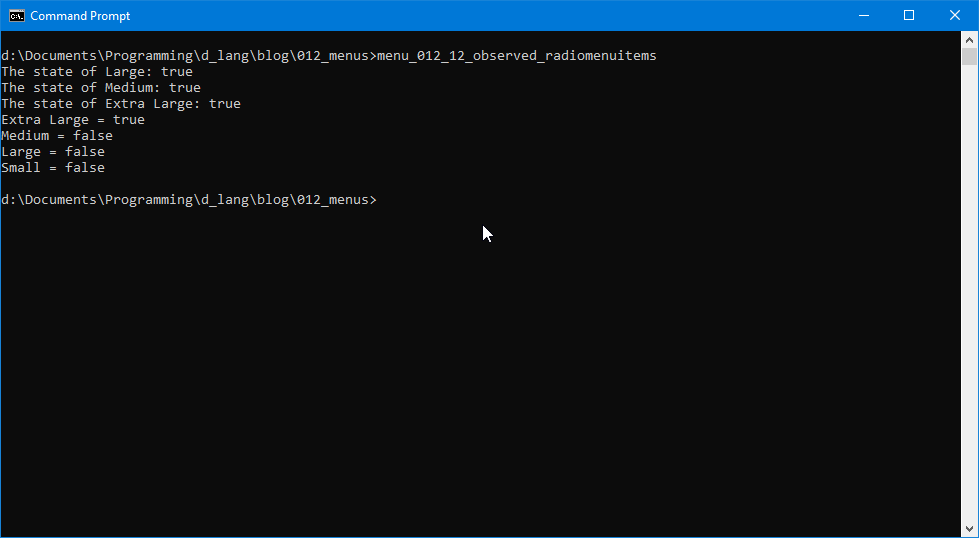 Command Prompt
d:\Documents\Programming\d_lang\blog\012_menus>menu_012_12_observed_radiomenuitems
The state of Large: true
The state of Medium: true
The state of Extra Large: true
Extra Large = true
Medium = false
Large = false
Small = false
d:\Documents\Programming\d_lang\blog\012_menus>